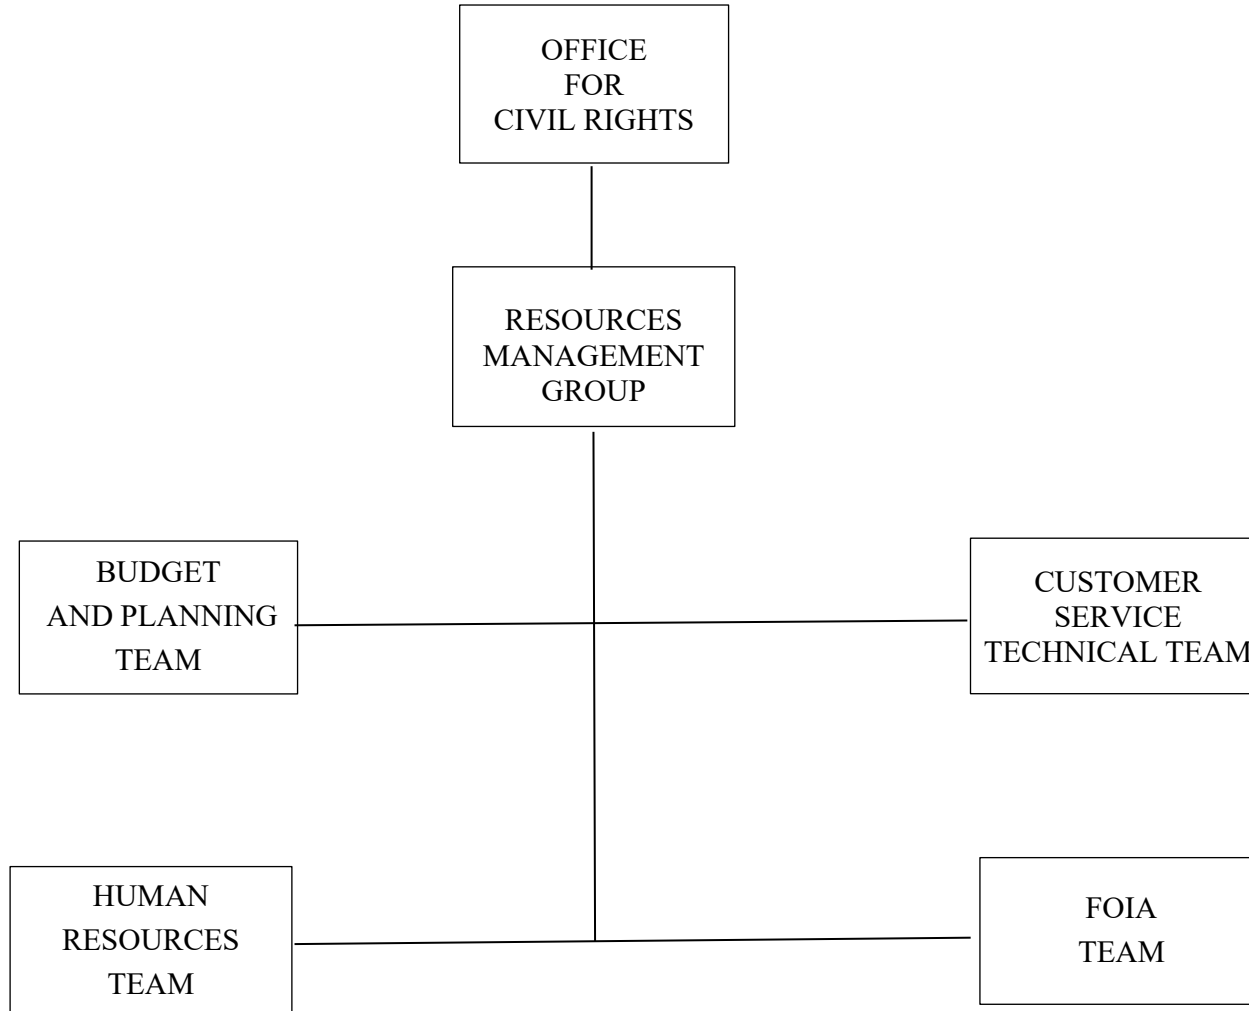 OFFICE
FOR
CIVIL RIGHTS
RESOURCES
MANAGEMENT
GROUP
BUDGET
AND PLANNING
TEAM
CUSTOMER
SERVICE
TECHNICAL TEAM
HUMAN
RESOURCES
TEAM
FOIA
TEAM